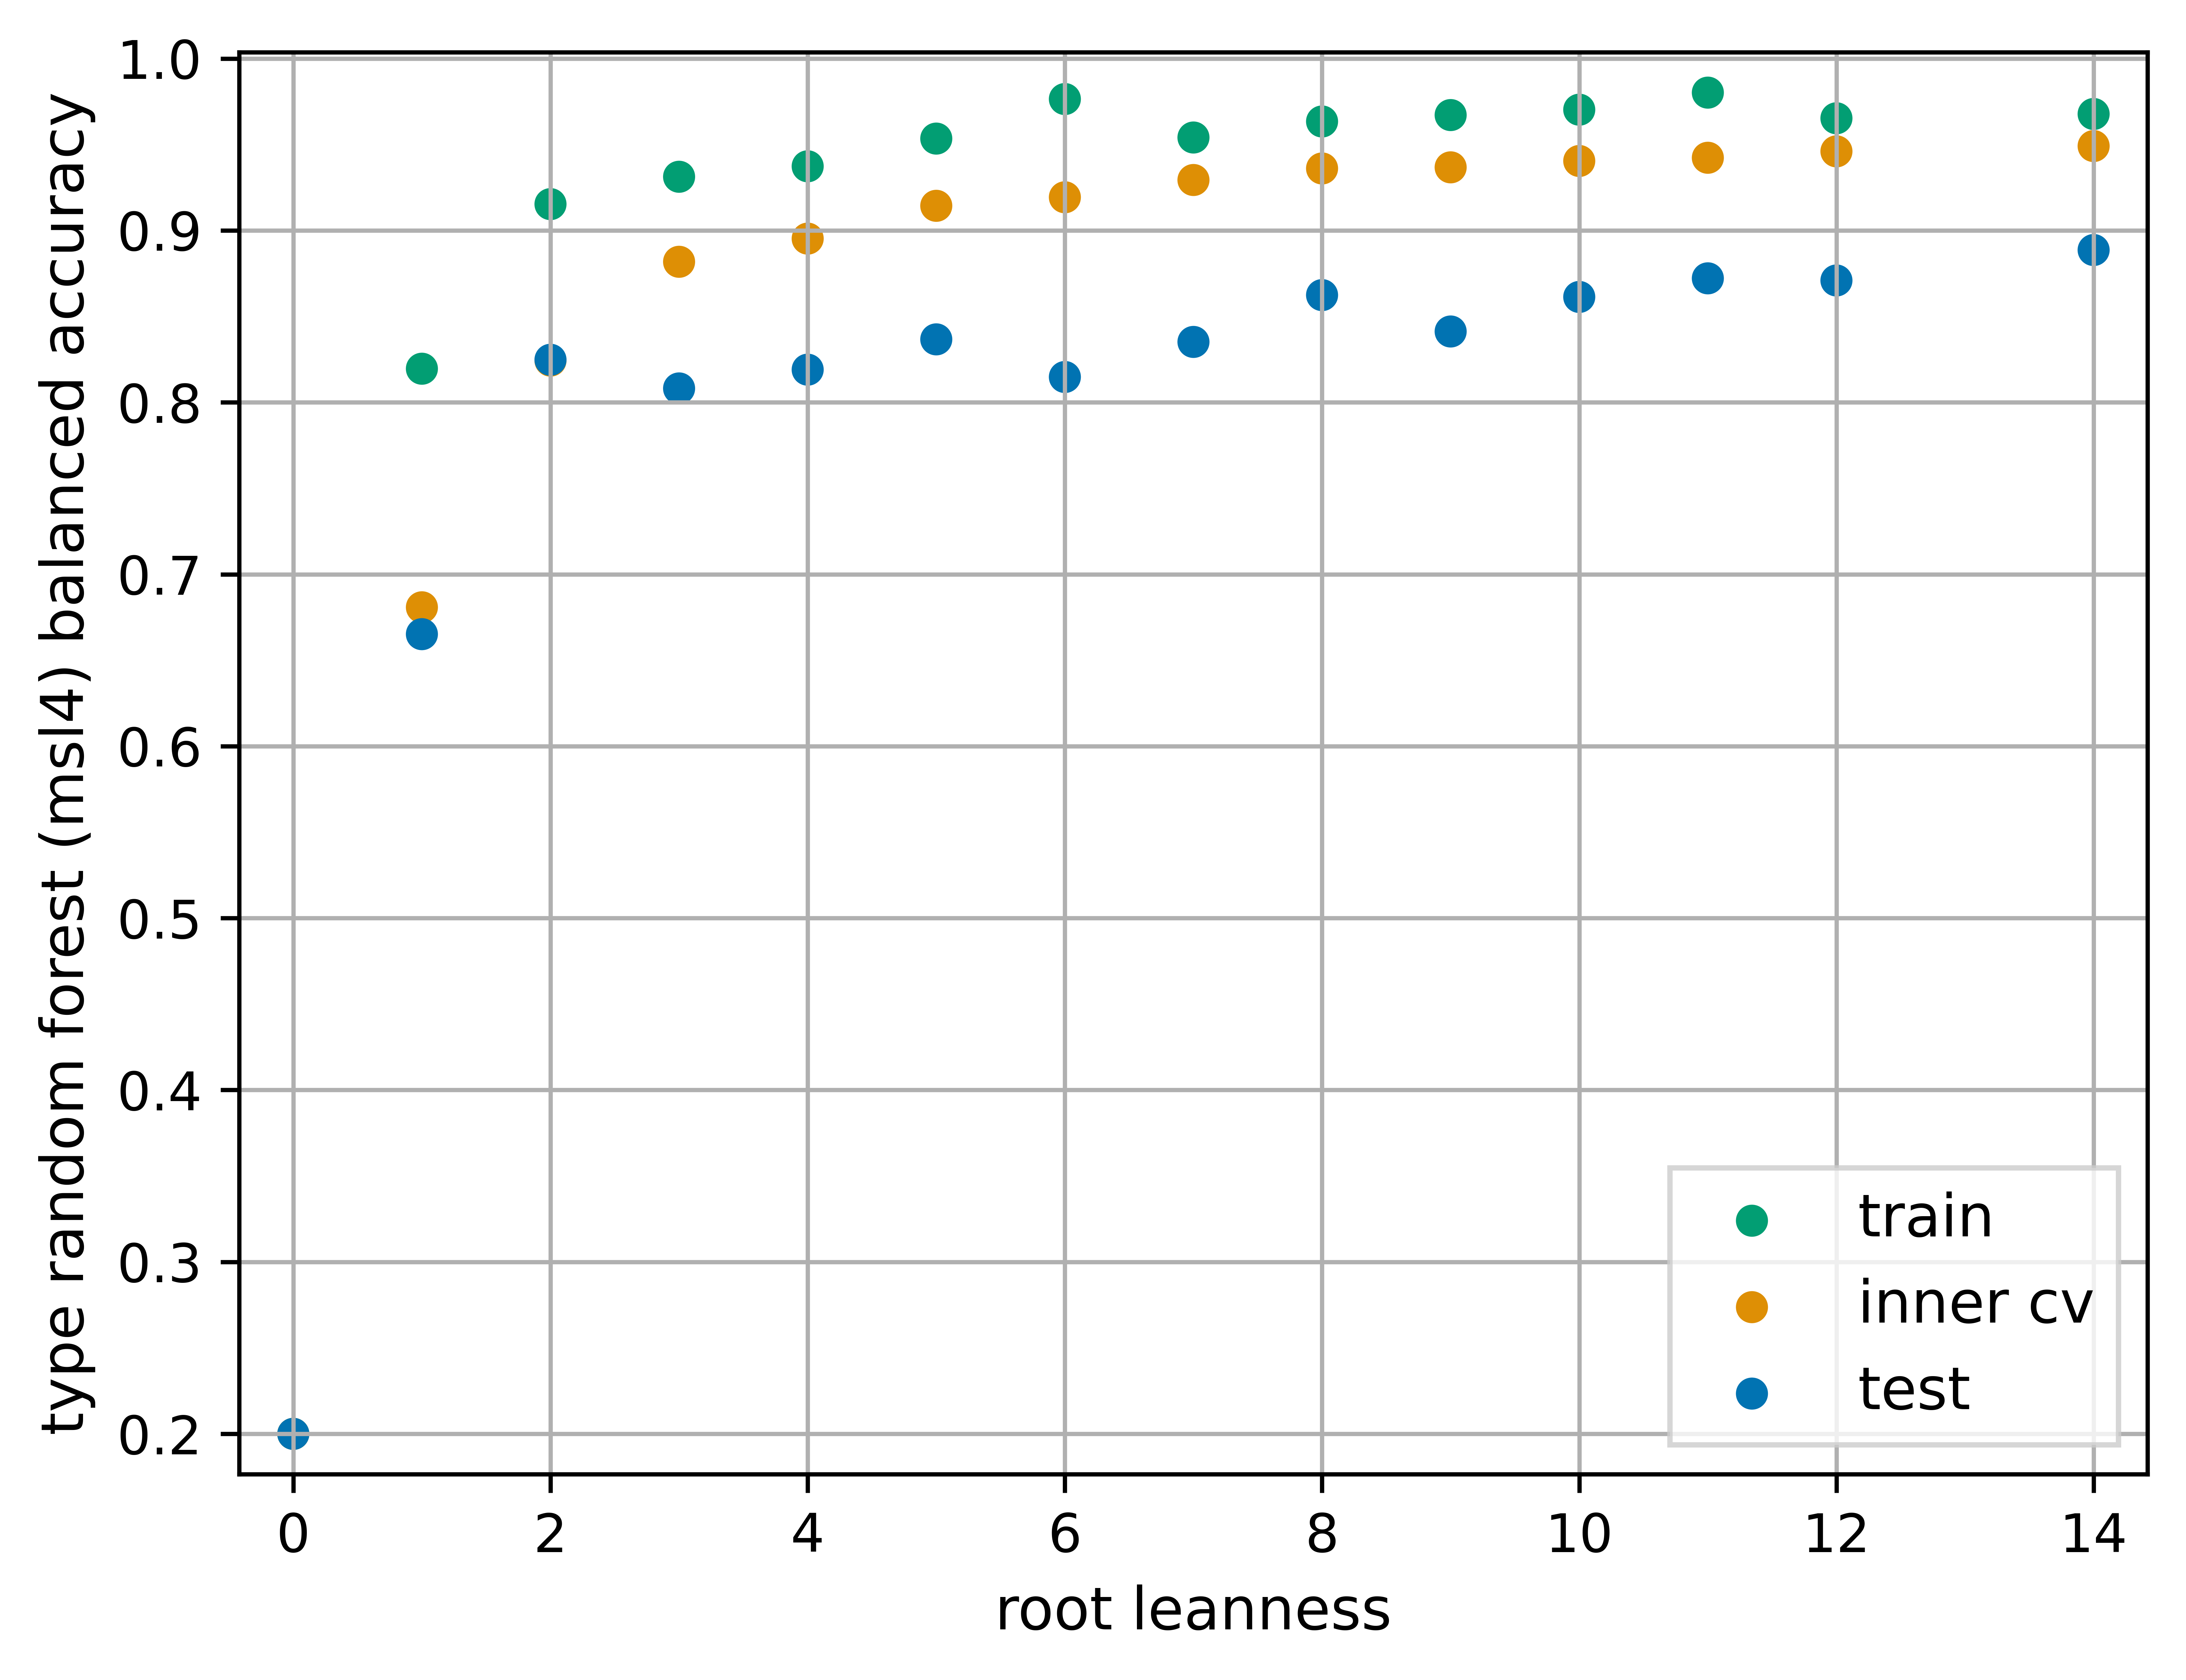 type random forest (msl4) balanced accuracy
1.0
0.9
0.8
0.7
0.6
0.5
0.4
0.3
0.2
train
inner cv
test
0 2 4 6 8 10 12 14
root leanness